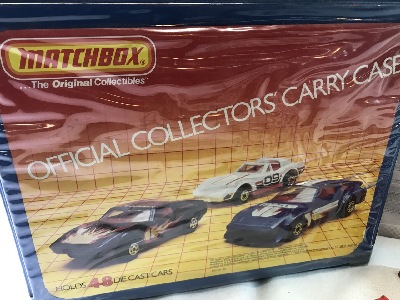 MATCHBOX
...The Original Collectibles
OFFICIAL COLLECTORS' CARRY CASE
09
HOLDS 48 DIE CAST CARS